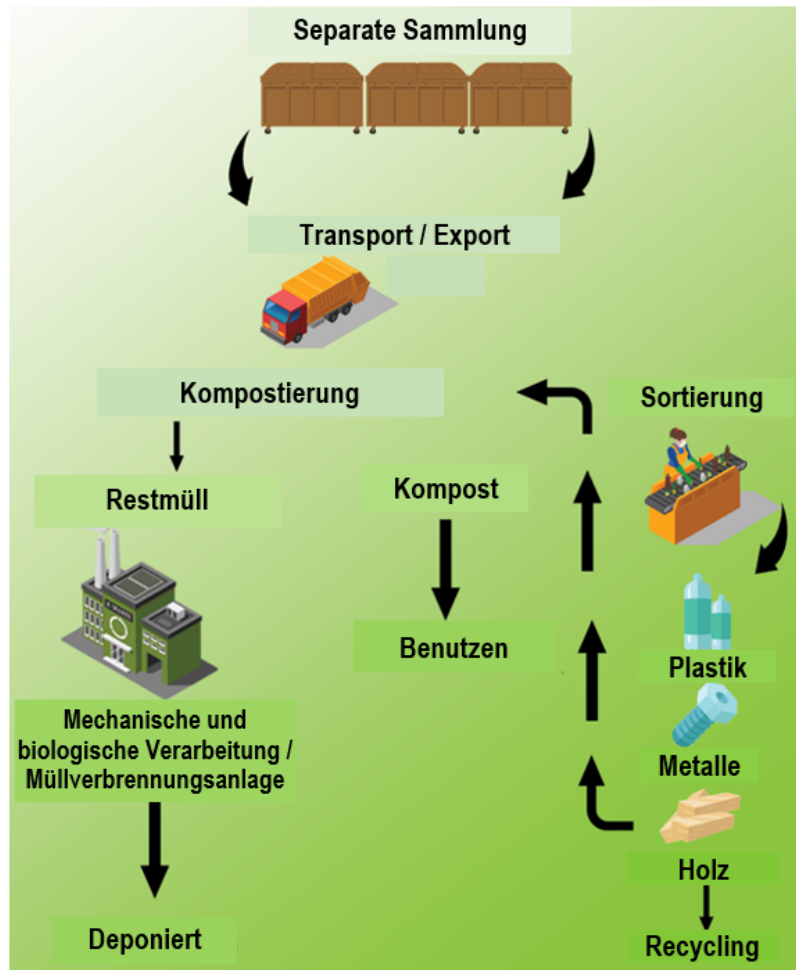 Separate Sammlung
Transport / Export
Kompostierung
Sortierung
Restmüll
Kompost
Benutzen
Plastik
Mechanische und
biologische Verarbeitung /
Müllverbrennungsanlage
Metalle
Holz
Deponiert
Recycling